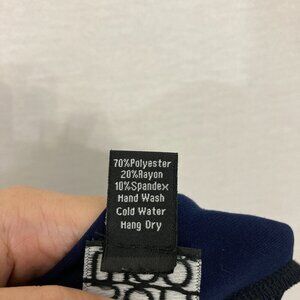 70%Polyester
20%Rayon
10%Spandex
Hand Wash
Cold Water
Hang Dry